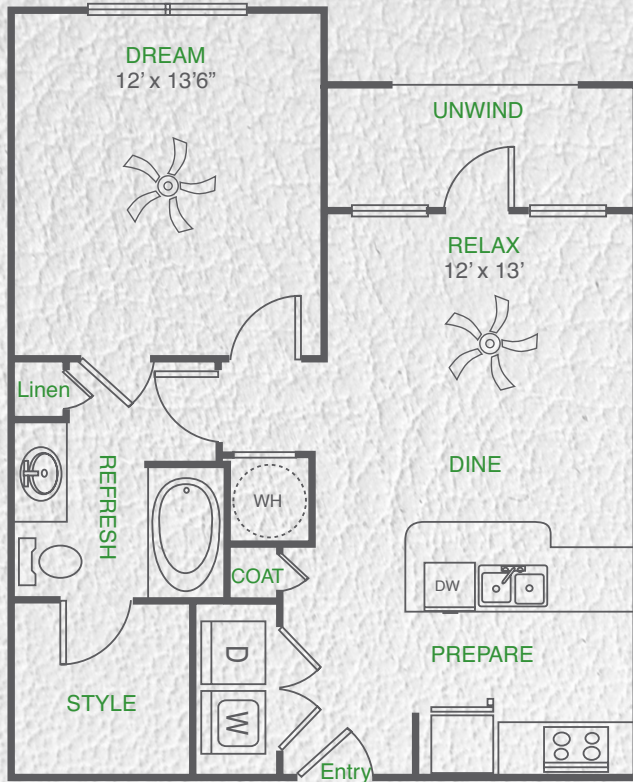 DREAM
12’ x 13’6”
UNWIND
RELAX
12’ x 13’
Linen
REFRESH
DINE
WH
COAT
DW
D
PREPARE
STYLE
W
Entry